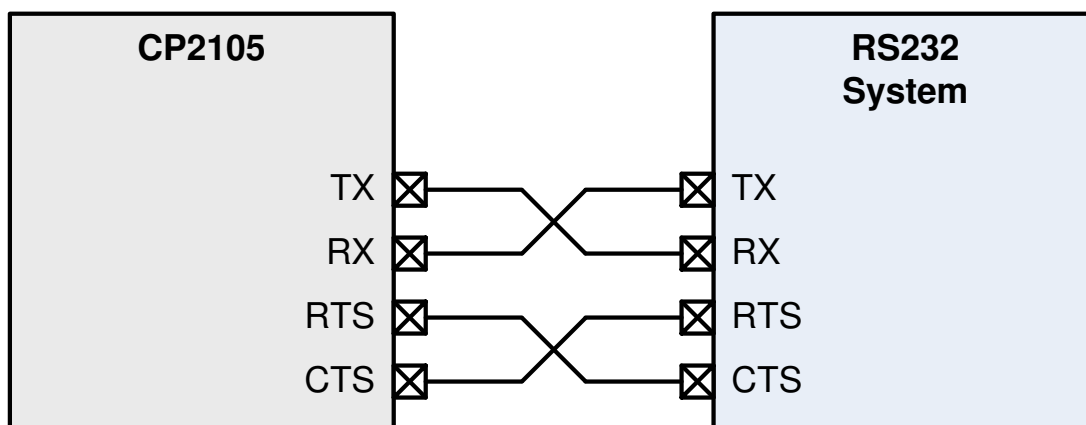 CP2105
RS232
System
TX
TX
RX
RX
RTS
RTS
CTS
CTS